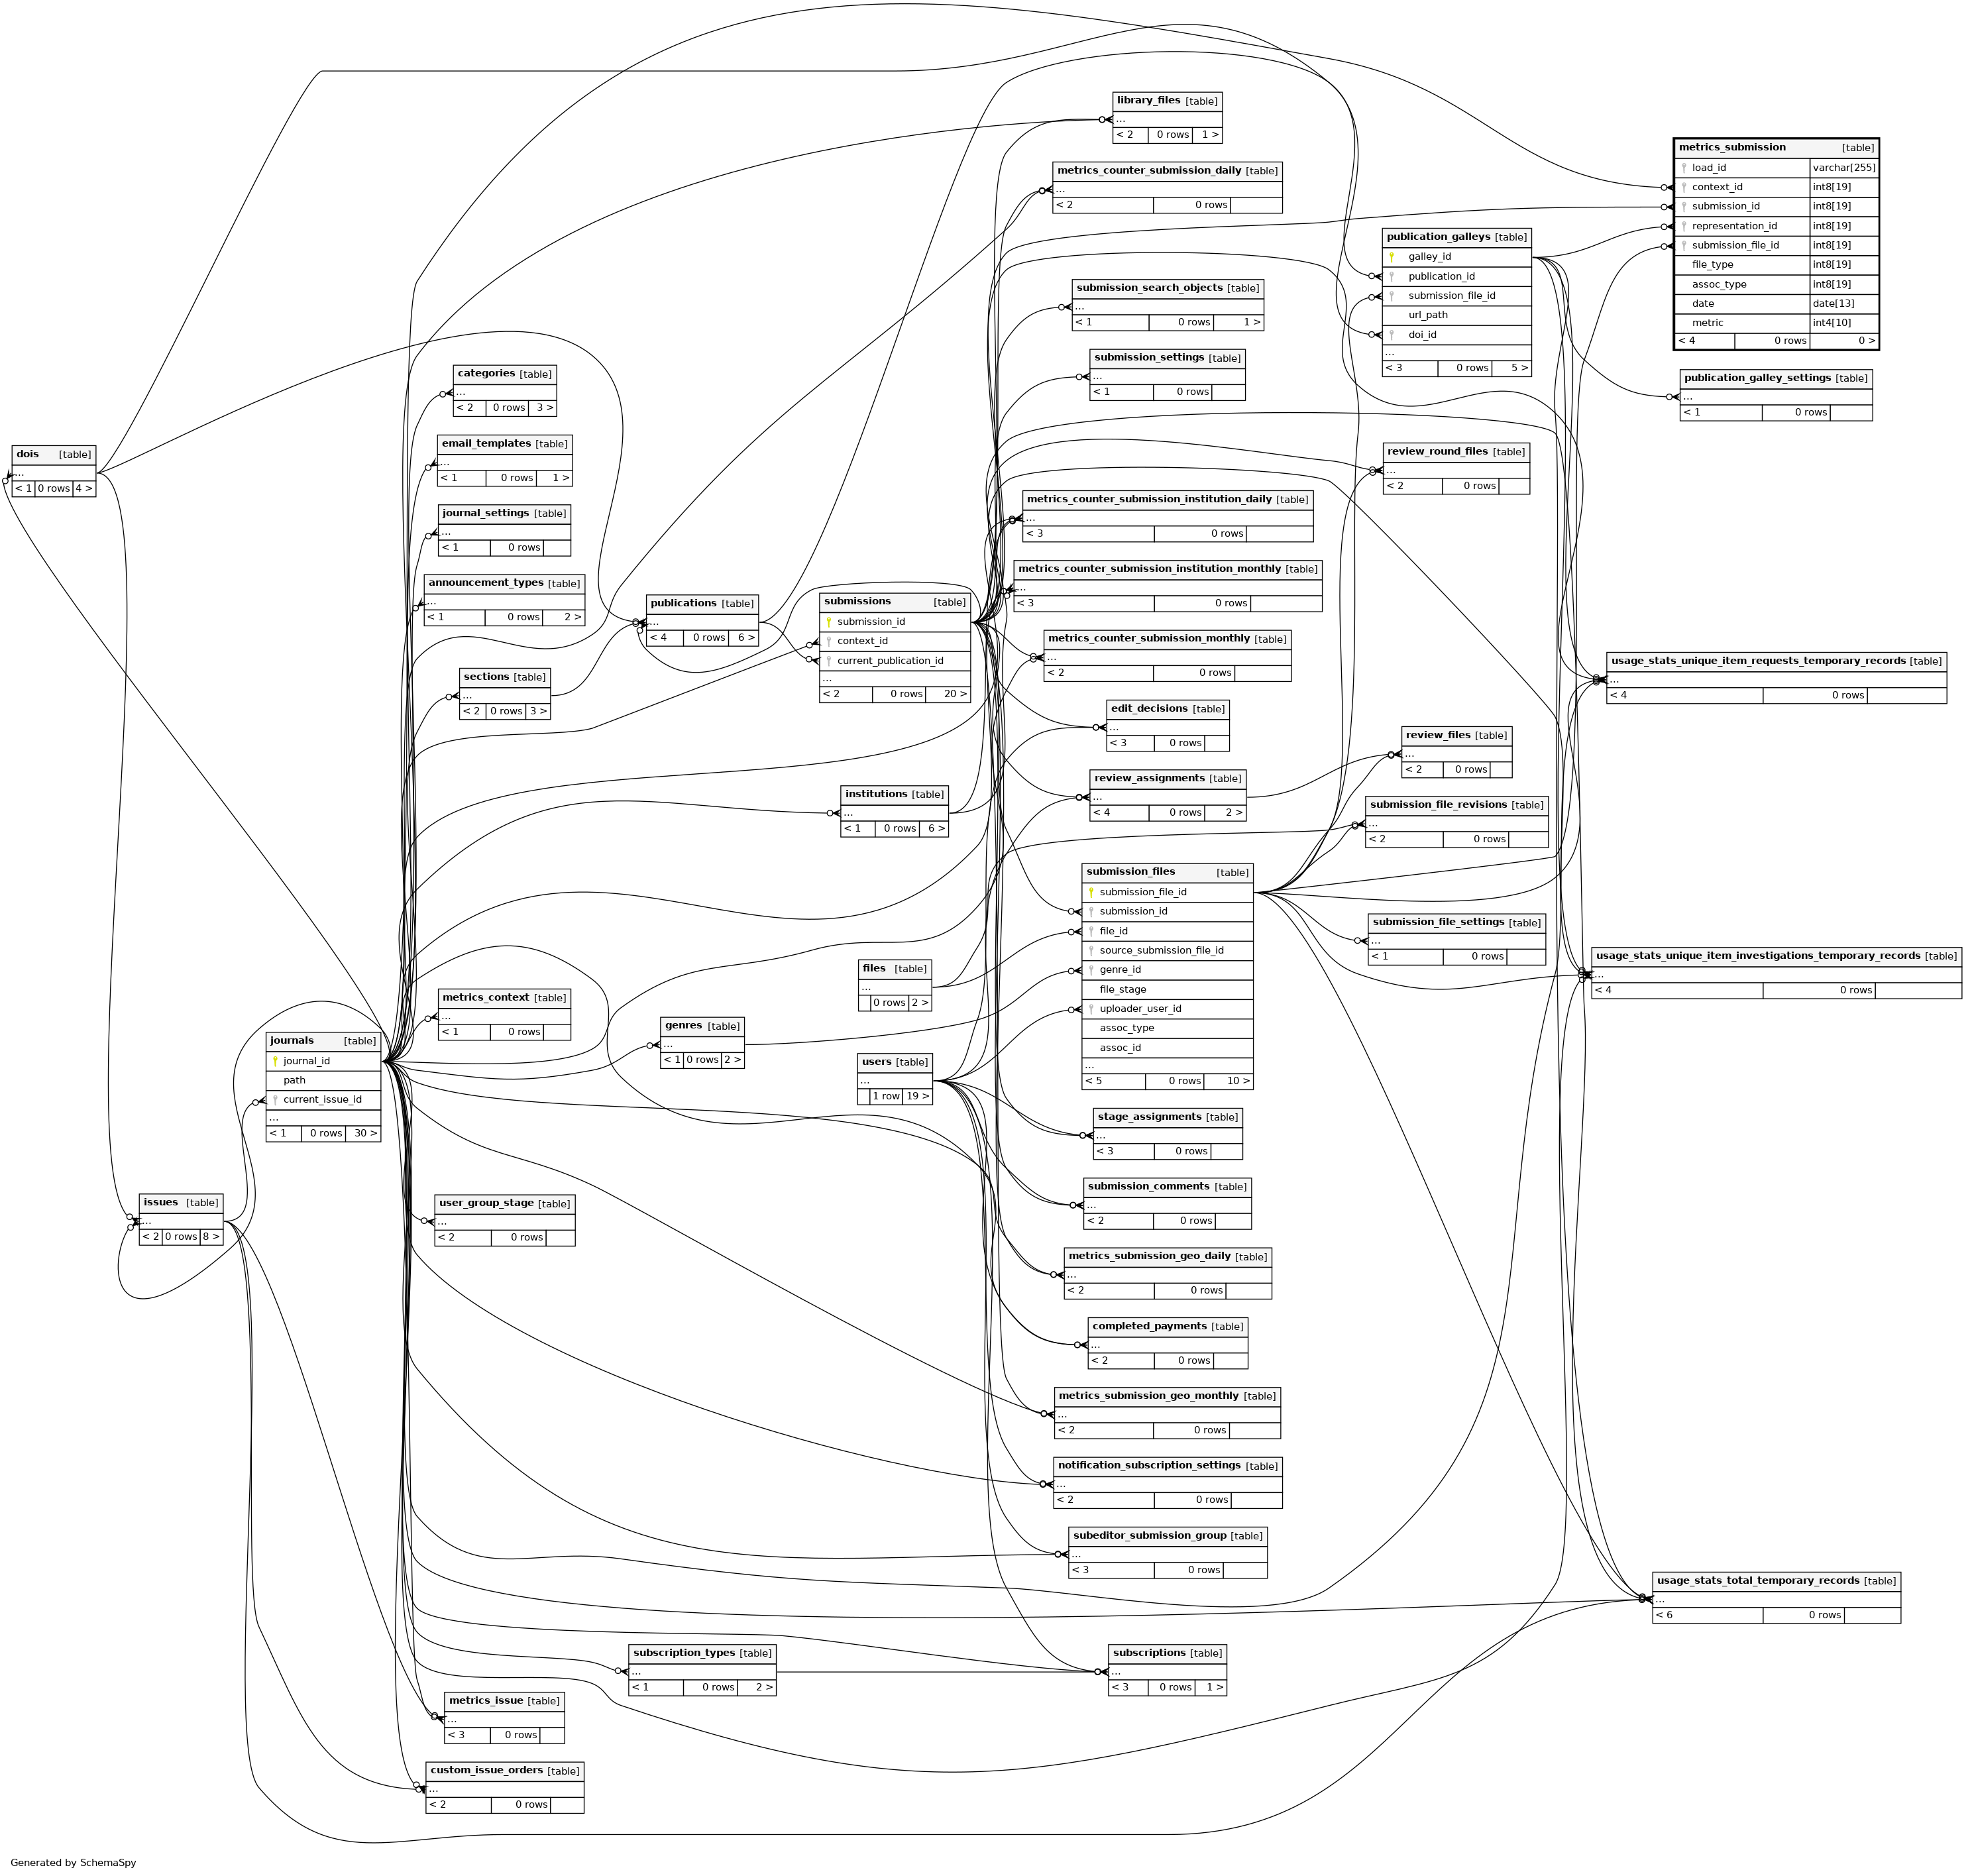 library_files [table]
...
< 2 0 rows 1 >
metrics_submission [table]
load_id varchar[255]
context_id int8[19]
submission_id int8[19]
representation_id int8[19]
submission_file_id int8[19]
file_type int8[19]
assoc_type int8[19]
date date[13]
metric int4[10]
< 4 0 rows 0 >
metrics_counter_submission_daily [table]
...
< 2 0 rows
publication_galleys [table]
galley_id
publication_id
submission_file_id
url_path
doi_id
...
< 3 0 rows 5 >
submission_search_objects [table]
...
< 1 0 rows 1 >
submission_settings [table]
...
< 1 0 rows
publication_galley_settings [table]
...
< 1 0 rows
categories [table]
...
< 2 0 rows 3 >
email_templates [table]
...
< 1 0 rows 1 >
dois [table]
...
< 1 0 rows 4 >
review_round_files [table]
...
< 2 0 rows
metrics_counter_submission_institution_daily [table]
...
< 3 0 rows
journal_settings [table]
...
< 1 0 rows
metrics_counter_submission_institution_monthly [table]
...
< 3 0 rows
announcement_types [table]
...
< 1 0 rows 2 >
publications [table]
...
< 4 0 rows 6 >
submissions [table]
submission_id
context_id
current_publication_id
...
< 2 0 rows 20 >
metrics_counter_submission_monthly [table]
...
< 2 0 rows
usage_stats_unique_item_requests_temporary_records [table]
...
< 4 0 rows
sections [table]
...
< 2 0 rows 3 >
edit_decisions [table]
...
< 3 0 rows
review_files [table]
...
< 2 0 rows
review_assignments [table]
...
< 4 0 rows 2 >
institutions [table]
...
< 1 0 rows 6 >
submission_file_revisions [table]
...
< 2 0 rows
submission_files [table]
submission_file_id
submission_id
file_id
source_submission_file_id
genre_id
file_stage
uploader_user_id
assoc_type
assoc_id
...
< 5 0 rows 10 >
submission_file_settings [table]
...
< 1 0 rows
usage_stats_unique_item_investigations_temporary_records [table]
...
< 4 0 rows
files [table]
...
0 rows 2 >
metrics_context [table]
...
< 1 0 rows
genres [table]
...
< 1 0 rows 2 >
journals [table]
journal_id
path
current_issue_id
...
< 1 0 rows 30 >
users [table]
...
1 row 19 >
stage_assignments [table]
...
< 3 0 rows
issues [table]
...
< 2 0 rows 8 >
user_group_stage [table]
...
< 2 0 rows
submission_comments [table]
...
< 2 0 rows
metrics_submission_geo_daily [table]
...
< 2 0 rows
completed_payments [table]
...
< 2 0 rows
metrics_submission_geo_monthly [table]
...
< 2 0 rows
notification_subscription_settings [table]
...
< 2 0 rows
subeditor_submission_group [table]
...
< 3 0 rows
usage_stats_total_temporary_records [table]
...
< 6 0 rows
subscription_types [table]
...
< 1 0 rows 2 >
subscriptions [table]
...
< 3 0 rows 1 >
metrics_issue [table]
...
< 3 0 rows
custom_issue_orders [table]
...
< 2 0 rows
Generated by SchemaSpy